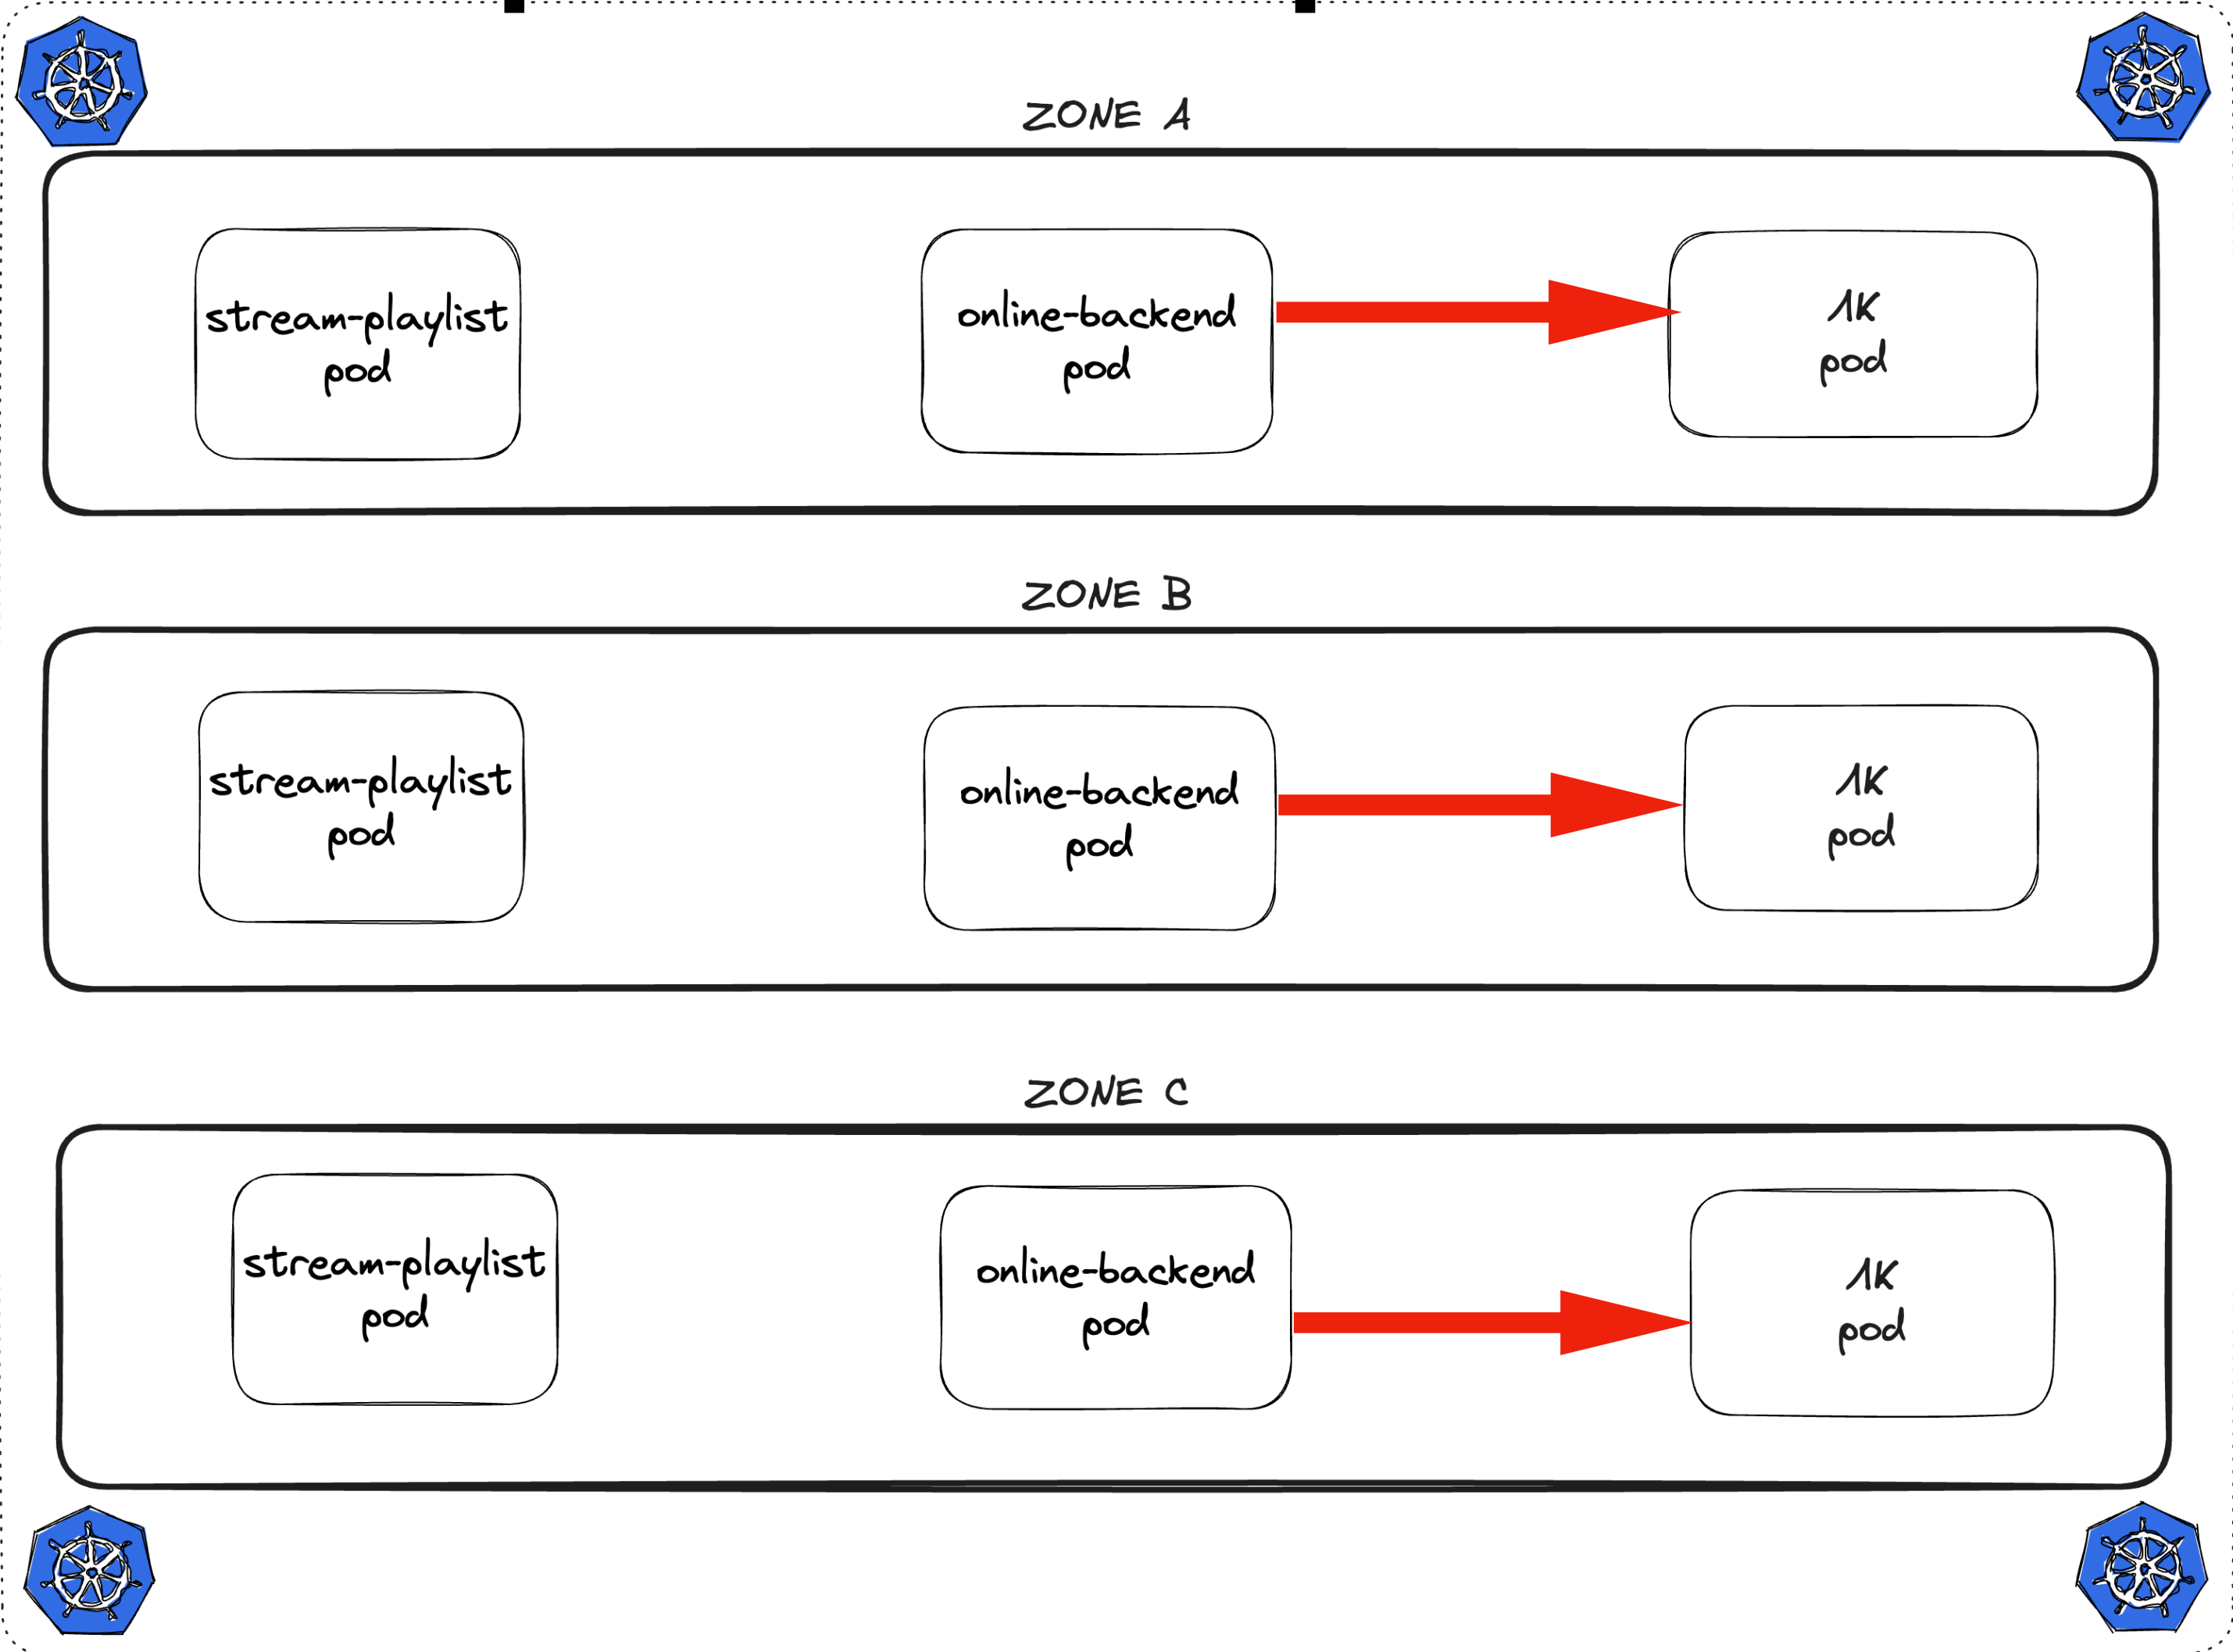 ZONE A
stream-playlist
pod
online-backend
pod
1K
pod
ZONE B
stream-playlist
pod
online-backend
pod
1K
pod
ZONE C
stream-playlist
pod
online-backend
pod
1K
pod